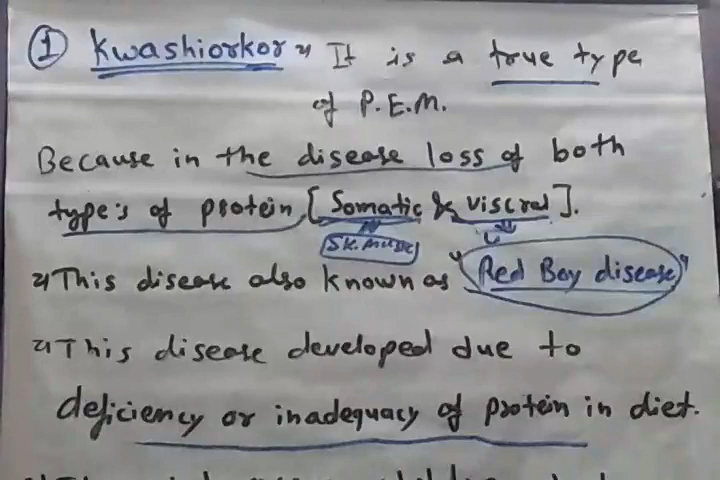 ① Kwashiorkor It is a true type
of P.E.M.
Because in the disease loss of both
type's of protein [Somatic & viscral].
Sk. muscle
This disease also known as "Red Boy disease"
This disease developed due to
deficiency or inadequacy of protein in diet.